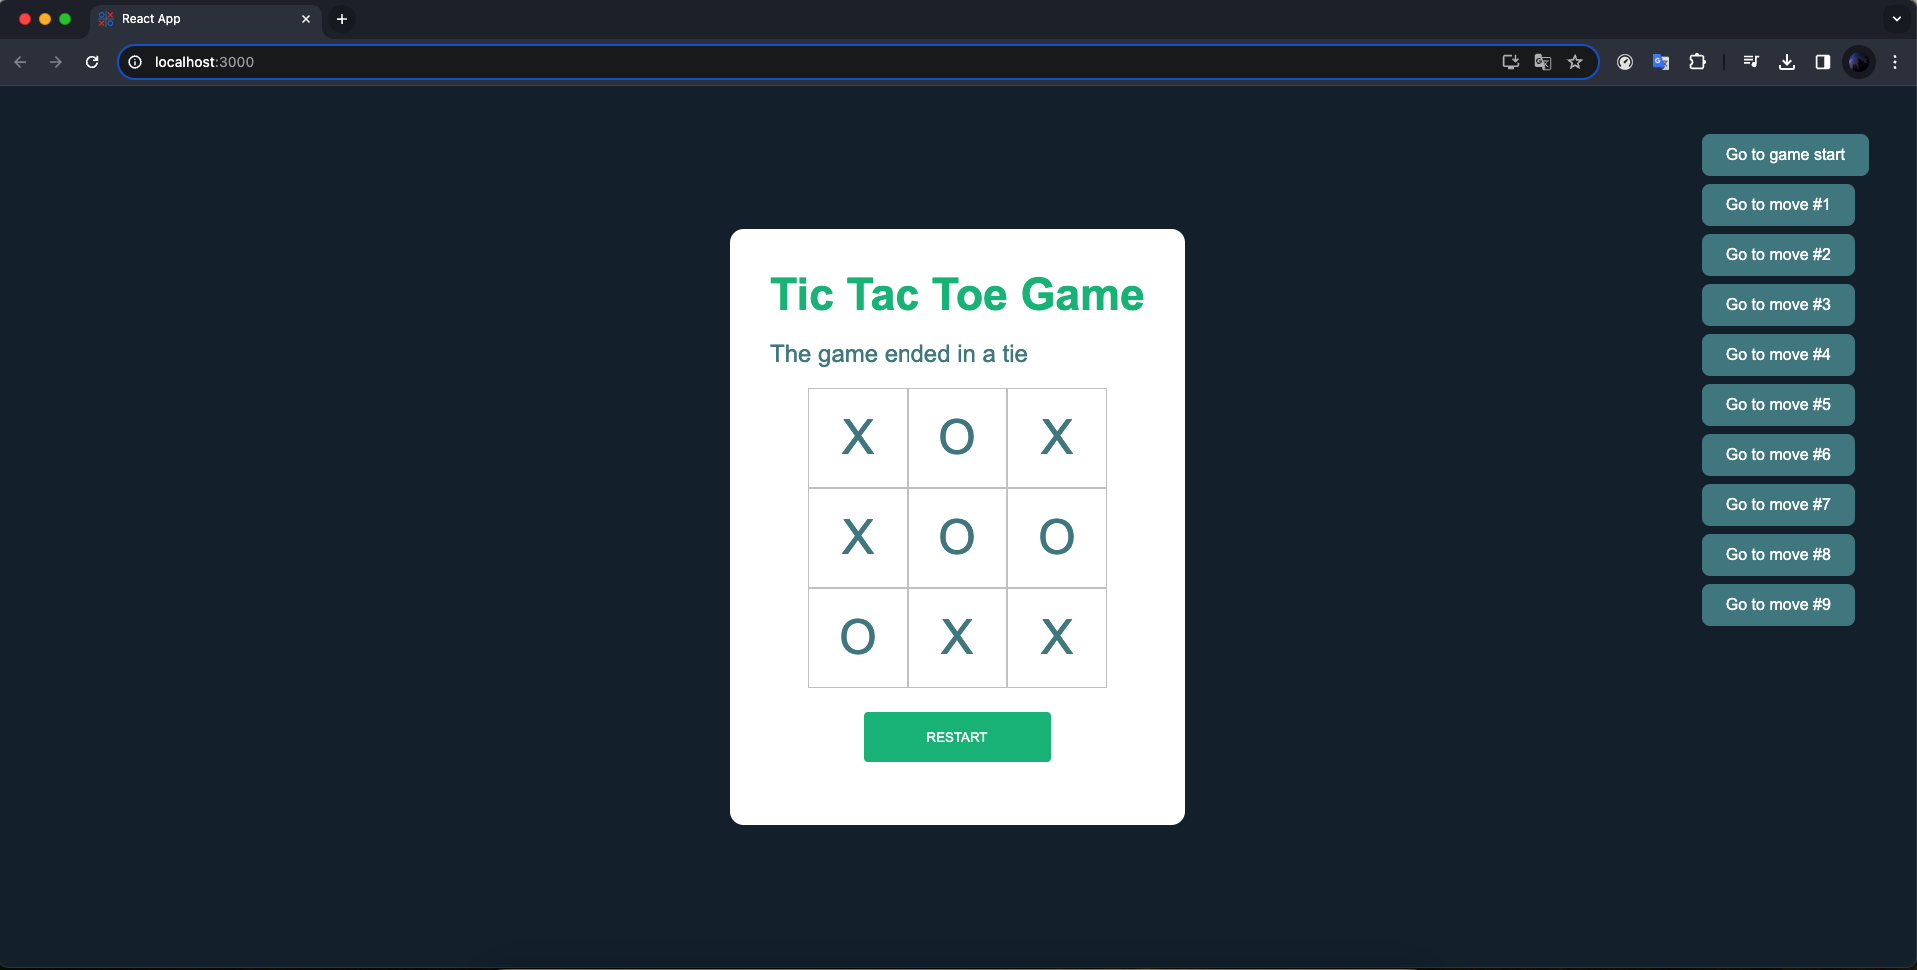 React App
localhost:3000
Go to game start
Go to move #1
Go to move #2
Go to move #3
Go to move #4
Go to move #5
Go to move #6
Go to move #7
Go to move #8
Go to move #9
Tic Tac Toe Game
The game ended in a tie
X O X
X O O
O X X
RESTART